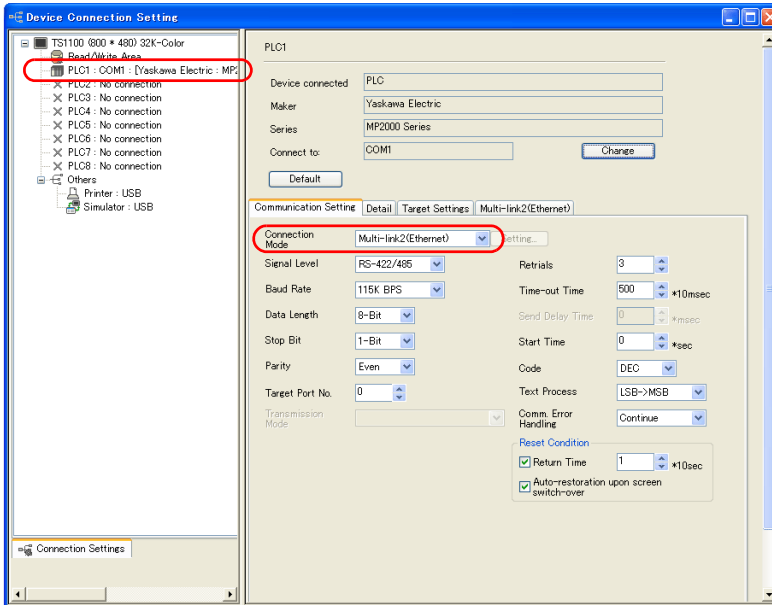 Device Connection Setting
TS1100 (800 * 480) 32K-Color
Read/Write Area
PLC1 : COM1 : [Yaskawa Electric : MP2
PLC2 : No connection
PLC3 : No connection
PLC4 : No connection
PLC5 : No connection
PLC6 : No connection
PLC7 : No connection
PLC8 : No connection
Others
Printer : USB
Simulator : USB
Connection Settings
PLC1
Device connected PLC
Maker Yaskawa Electric
Series MP2000 Series
Connect to: COM1 Change
Default
Communication Setting Detail Target Settings Multi-link2(Ethernet)
Connection
Mode Multi-link2(Ethernet) Setting...
Signal Level RS-422/485 Retrials 3
Baud Rate 115K BPS Time-out Time 500 *10msec
Data Length 8-Bit Send Delay Time 0 *msec
Stop Bit 1-Bit Start Time 0 *sec
Parity Even Code DEC
Target Port No. 0 Text Process LSB->MSB
Transmission
Mode
Comm. Error
Handling Continue
Reset Condition
Return Time 1 *10sec
Auto-restoration upon screen
switch-over